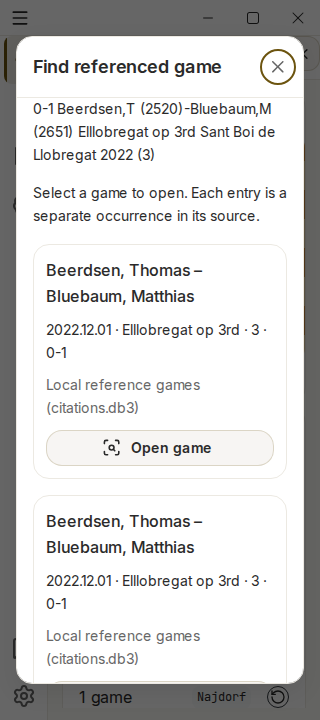 Find referenced game
0-1 Beerdsen,T (2520)-Bluebaum,M
(2651) Elllobregat op 3rd Sant Boi de
Llobregat 2022 (3)
Select a game to open. Each entry is a
separate occurrence in its source.
Beerdsen, Thomas –
Bluebaum, Matthias
2022.12.01 · Elllobregat op 3rd · 3 ·
0-1
Local reference games
(citations.db3)
Open game
Beerdsen, Thomas –
Bluebaum, Matthias
2022.12.01 · Elllobregat op 3rd · 3 ·
0-1
Local reference games
(citations.db3)
1 game
Najdorf